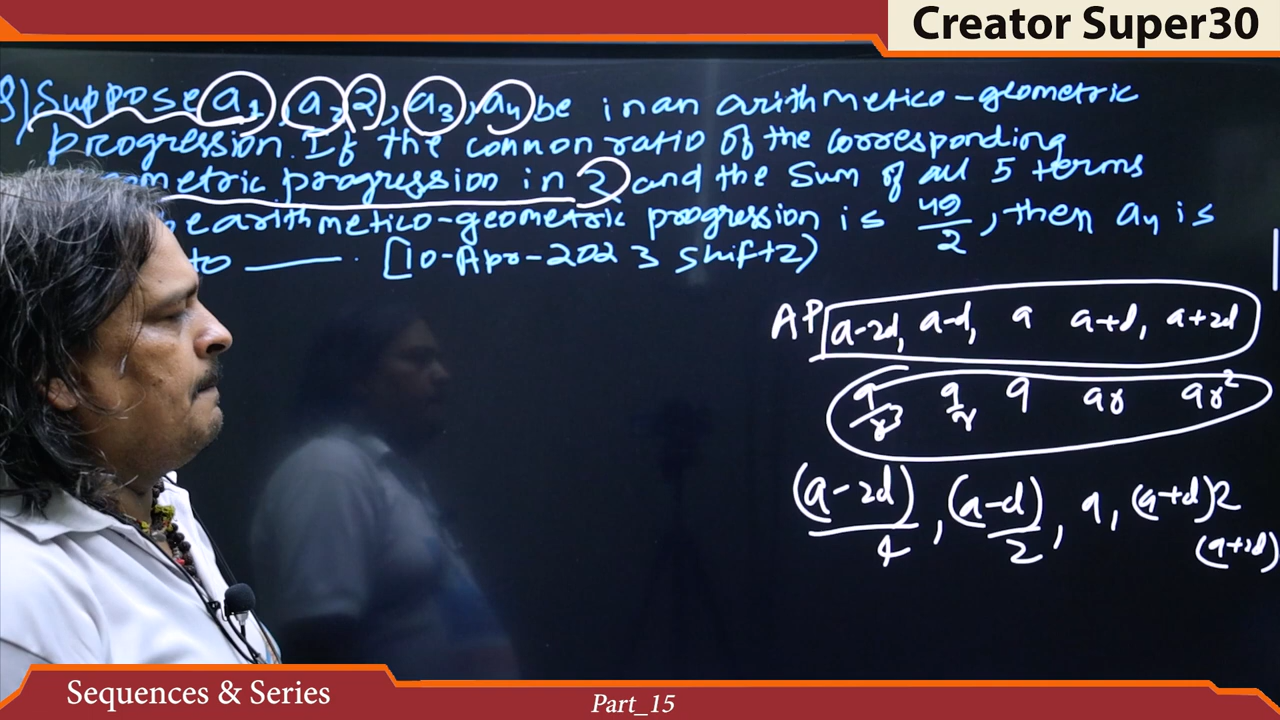 Creator Super30
Suppose a1, a2, 2, a3, a4 be in an arithmetico-geometric
progression. If the common ratio of the corresponding
metric progression in 2 and the sum of all 5 terms
e arithmetico-geometric progression is 49/2, then a4 is
to ____. [10-Apr-2023 shift2)
AP a-2d, a-d, a a+d, a+2d
a/r² a/r a ar ar²
(a-2d)/4, (a-d)/2, a, (a+d)2
(a+2d)
Sequences & Series
Part_15